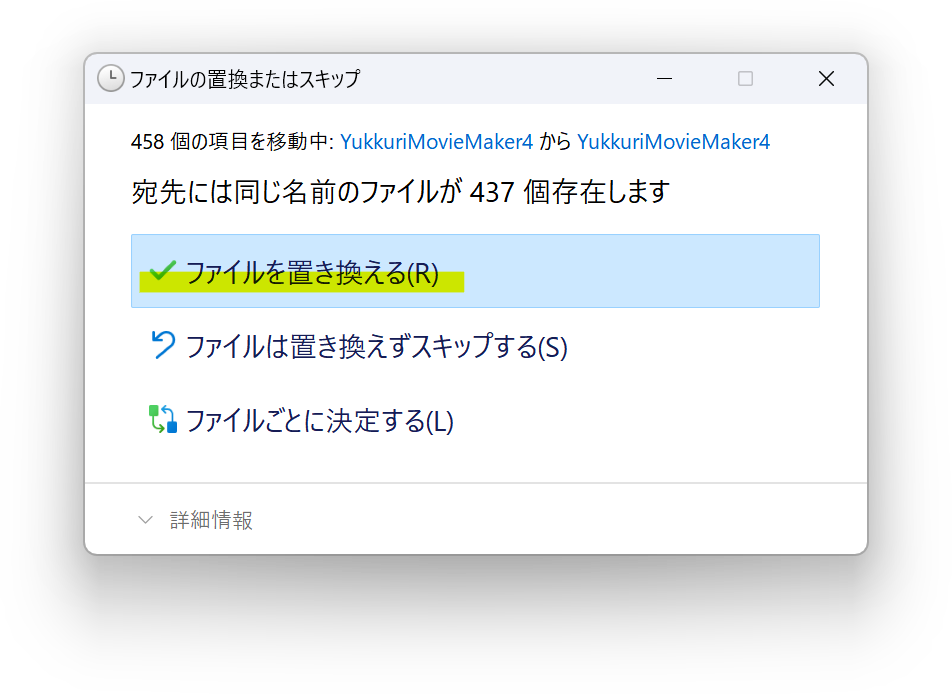 ファイルの置換またはスキップ
458 個の項目を移動中: YukkuriMovieMaker4 から YukkuriMovieMaker4
宛先には同じ名前のファイルが 437 個存在します
ファイルを置き換える(R)
ファイルは置き換えずスキップする(S)
ファイルごとに決定する(L)
詳細情報